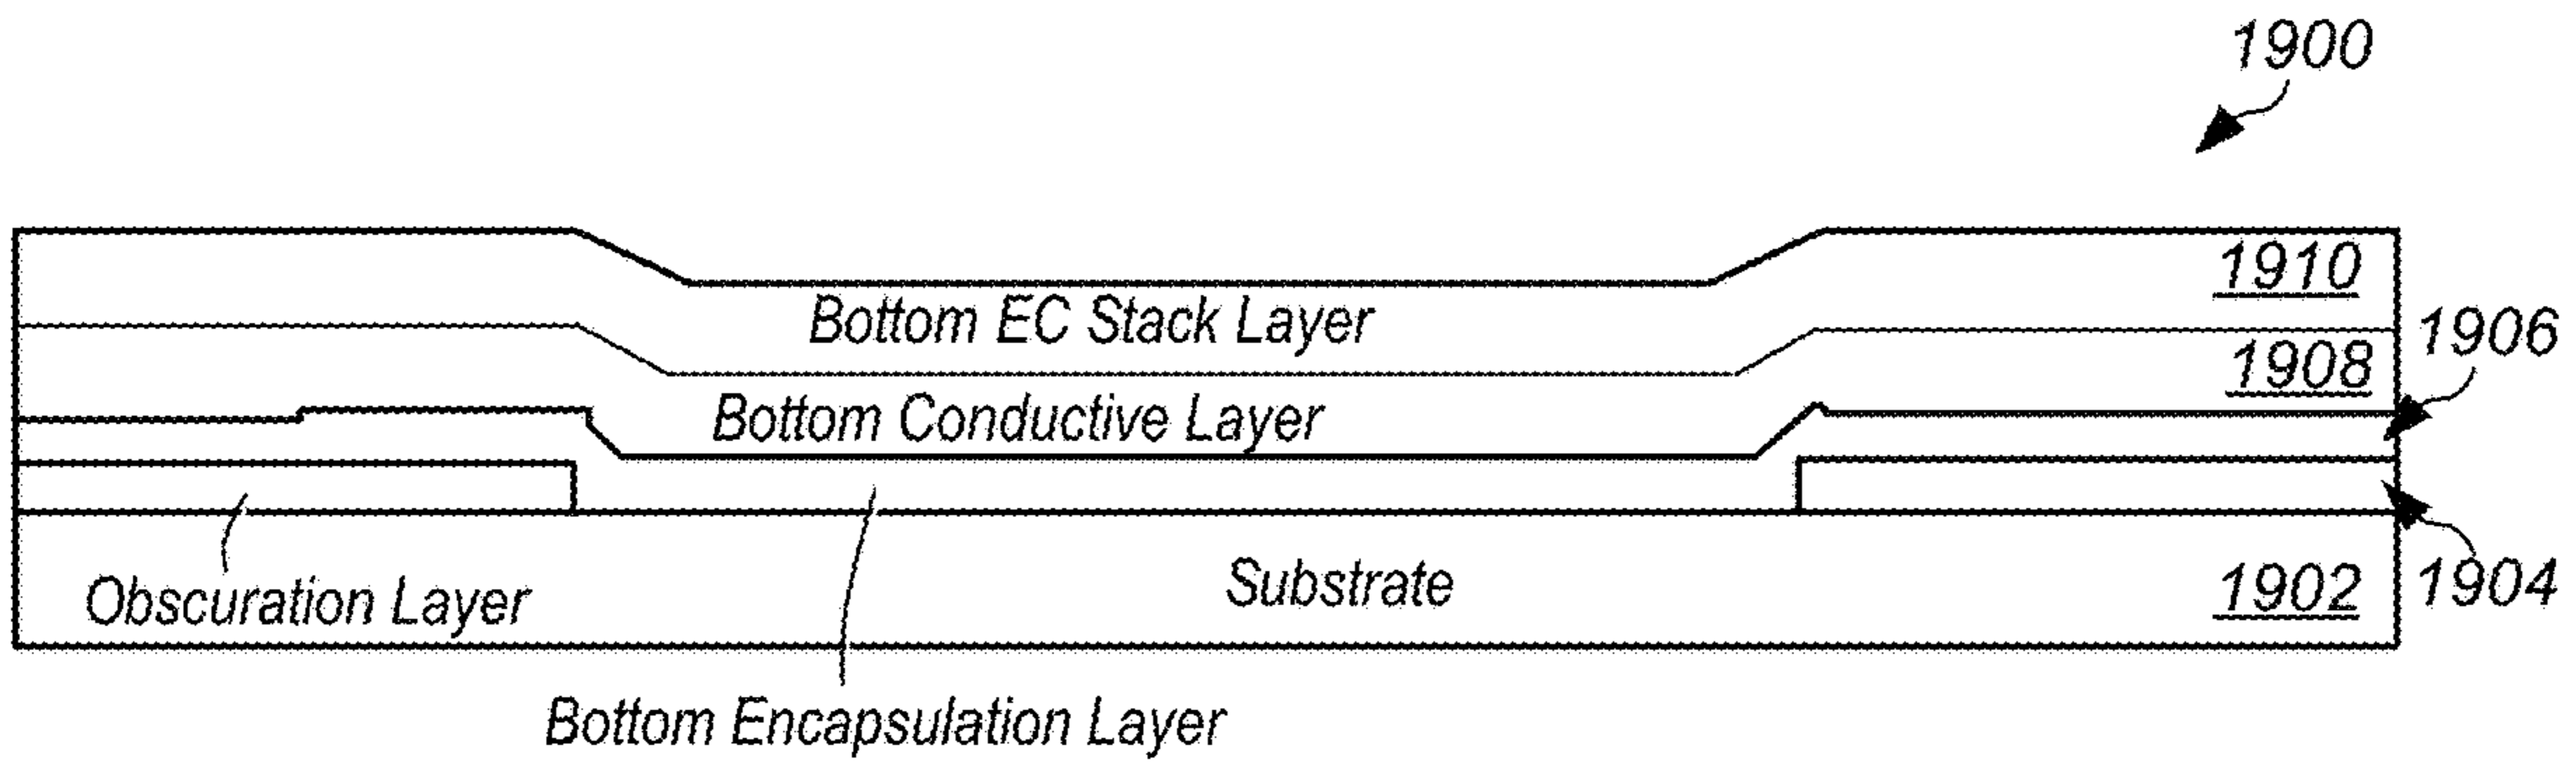 1900
1910
Bottom EC Stack Layer
1906
1908
Bottom Conductive Layer
Substrate
1902
1904
Obscuration Layer
Bottom Encapsulation Layer